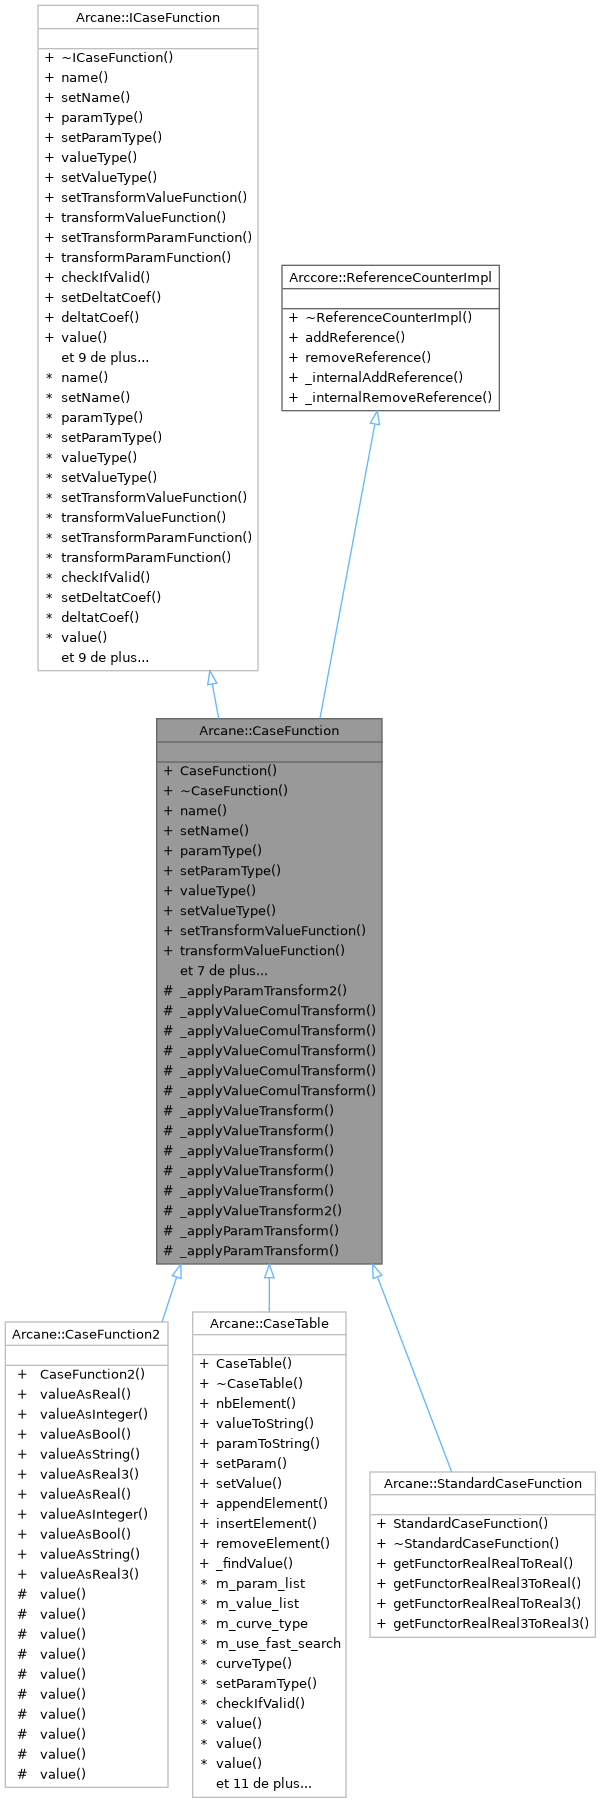 Arcane::ICaseFunction
+ ~ICaseFunction()
+ name()
+ setName()
+ paramType()
+ setParamType()
+ valueType()
+ setValueType()
+ setTransformValueFunction()
+ transformValueFunction()
+ setTransformParamFunction()
+ transformParamFunction()
+ checkIfValid()
+ setDeltatCoef()
+ deltatCoef()
+ value()
et 9 de plus...
* name()
* setName()
* paramType()
* setParamType()
* valueType()
* setValueType()
* setTransformValueFunction()
* transformValueFunction()
* setTransformParamFunction()
* transformParamFunction()
* checkIfValid()
* setDeltatCoef()
* deltatCoef()
* value()
et 9 de plus...
Arccore::ReferenceCounterImpl
+ ~ReferenceCounterImpl()
+ addReference()
+ removeReference()
+ _internalAddReference()
+ _internalRemoveReference()
Arcane::CaseFunction
+ CaseFunction()
+ ~CaseFunction()
+ name()
+ setName()
+ paramType()
+ setParamType()
+ valueType()
+ setValueType()
+ setTransformValueFunction()
+ transformValueFunction()
et 7 de plus...
# _applyParamTransform2()
# _applyValueComulTransform()
# _applyValueComulTransform()
# _applyValueComulTransform()
# _applyValueComulTransform()
# _applyValueComulTransform()
# _applyValueTransform()
# _applyValueTransform()
# _applyValueTransform()
# _applyValueTransform()
# _applyValueTransform()
# _applyValueTransform2()
# _applyParamTransform()
# _applyParamTransform()
Arcane::CaseFunction2
+ CaseFunction2()
+ valueAsReal()
+ valueAsInteger()
+ valueAsBool()
+ valueAsString()
+ valueAsReal3()
+ valueAsReal()
+ valueAsInteger()
+ valueAsBool()
+ valueAsString()
+ valueAsReal3()
# value()
# value()
# value()
# value()
# value()
# value()
# value()
# value()
# value()
# value()
Arcane::CaseTable
+ CaseTable()
+ ~CaseTable()
+ nbElement()
+ valueToString()
+ paramToString()
+ setParam()
+ setValue()
+ appendElement()
+ insertElement()
+ removeElement()
+ _findValue()
* m_param_list
* m_value_list
* m_curve_type
* m_use_fast_search
* curveType()
* setParamType()
* checkIfValid()
* value()
* value()
* value()
et 11 de plus...
Arcane::StandardCaseFunction
+ StandardCaseFunction()
+ ~StandardCaseFunction()
+ getFunctorRealRealToReal()
+ getFunctorRealReal3ToReal()
+ getFunctorRealRealToReal3()
+ getFunctorRealReal3ToReal3()